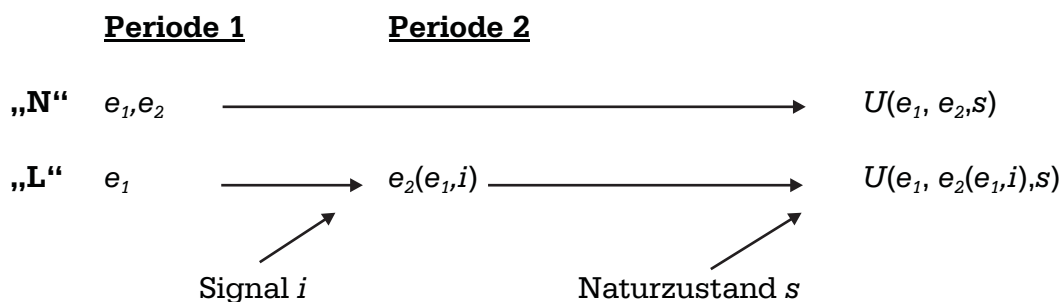 Periode 1 Periode 2
„N“ e₁,e₂ U(e₁, e₂,s)
„L“ e₁ e₂(e₁,i) U(e₁, e₂(e₁,i),s)
Signal i Naturzustand s